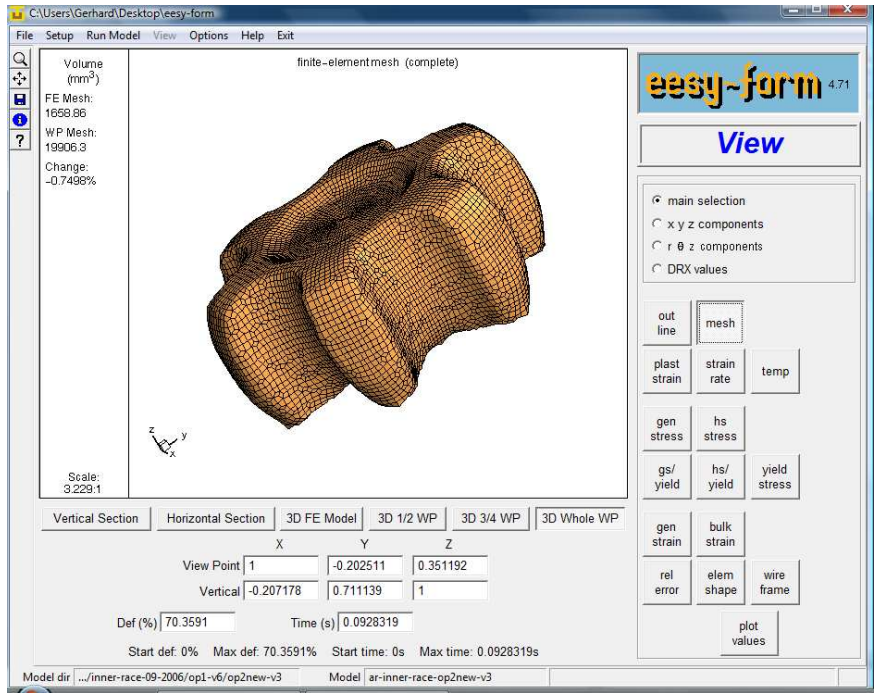 C:\Users\Gerhard\Desktop\eesy-form
File Setup Run Model View Options Help Exit
Volume
(mm3)
FE Mesh:
1658.86
WP Mesh:
19906.3
Change:
-0.7498%
finite-element mesh (complete)
z
y
x
Scale:
3.229:1
eesy-form 4.71
View
main selection
x y z components
r θ z components
DRX values
out
line
mesh
plast
strain
strain
rate
temp
gen
stress
hs
stress
gs/
yield
hs/
yield
yield
stress
gen
strain
bulk
strain
rel
error
elem
shape
wire
frame
plot
values
Vertical Section Horizontal Section 3D FE Model 3D 1/2 WP 3D 3/4 WP 3D Whole WP
X Y Z
View Point 1 -0.202511 0.351192
Vertical -0.207178 0.711139 1
Def (%) 70.3591 Time (s) 0.0928319
Start def: 0% Max def: 70.3591% Start time: 0s Max time: 0.0928319s
Model dir .../inner-race-09-2006/op1-v6/op2new-v3 Model ar-inner-race-op2new-v3